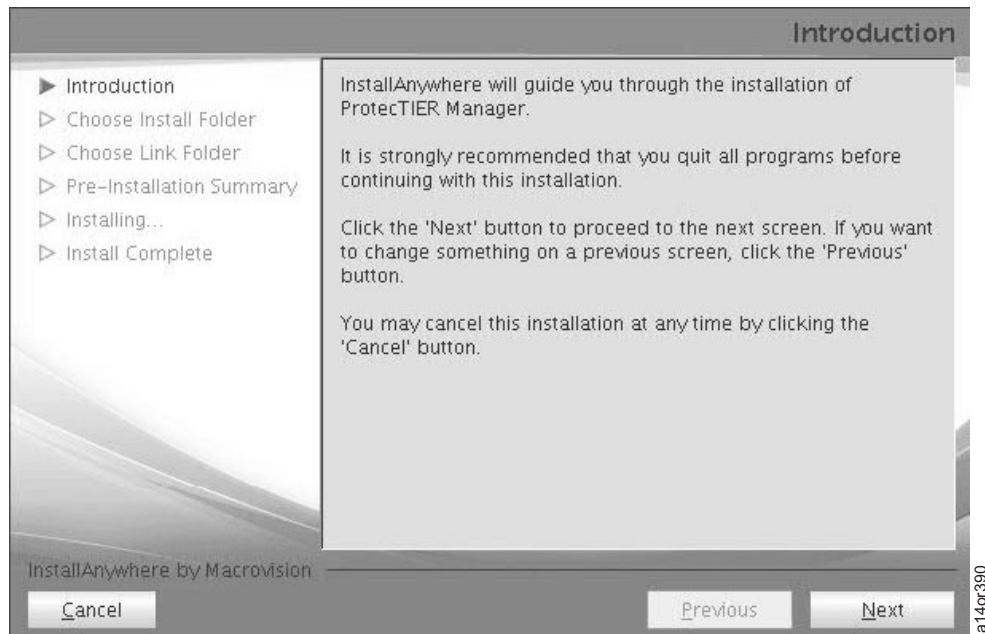 Introduction
Introduction
Choose Install Folder
Choose Link Folder
Pre-Installation Summary
Installing...
Install Complete
InstallAnywhere will guide you through the installation of
ProtecTIER Manager.
It is strongly recommended that you quit all programs before
continuing with this installation.
Click the 'Next' button to proceed to the next screen. If you want
to change something on a previous screen, click the 'Previous'
button.
You may cancel this installation at any time by clicking the
'Cancel' button.
InstallAnywhere by Macrovision
Cancel
Previous
Next
a14or390